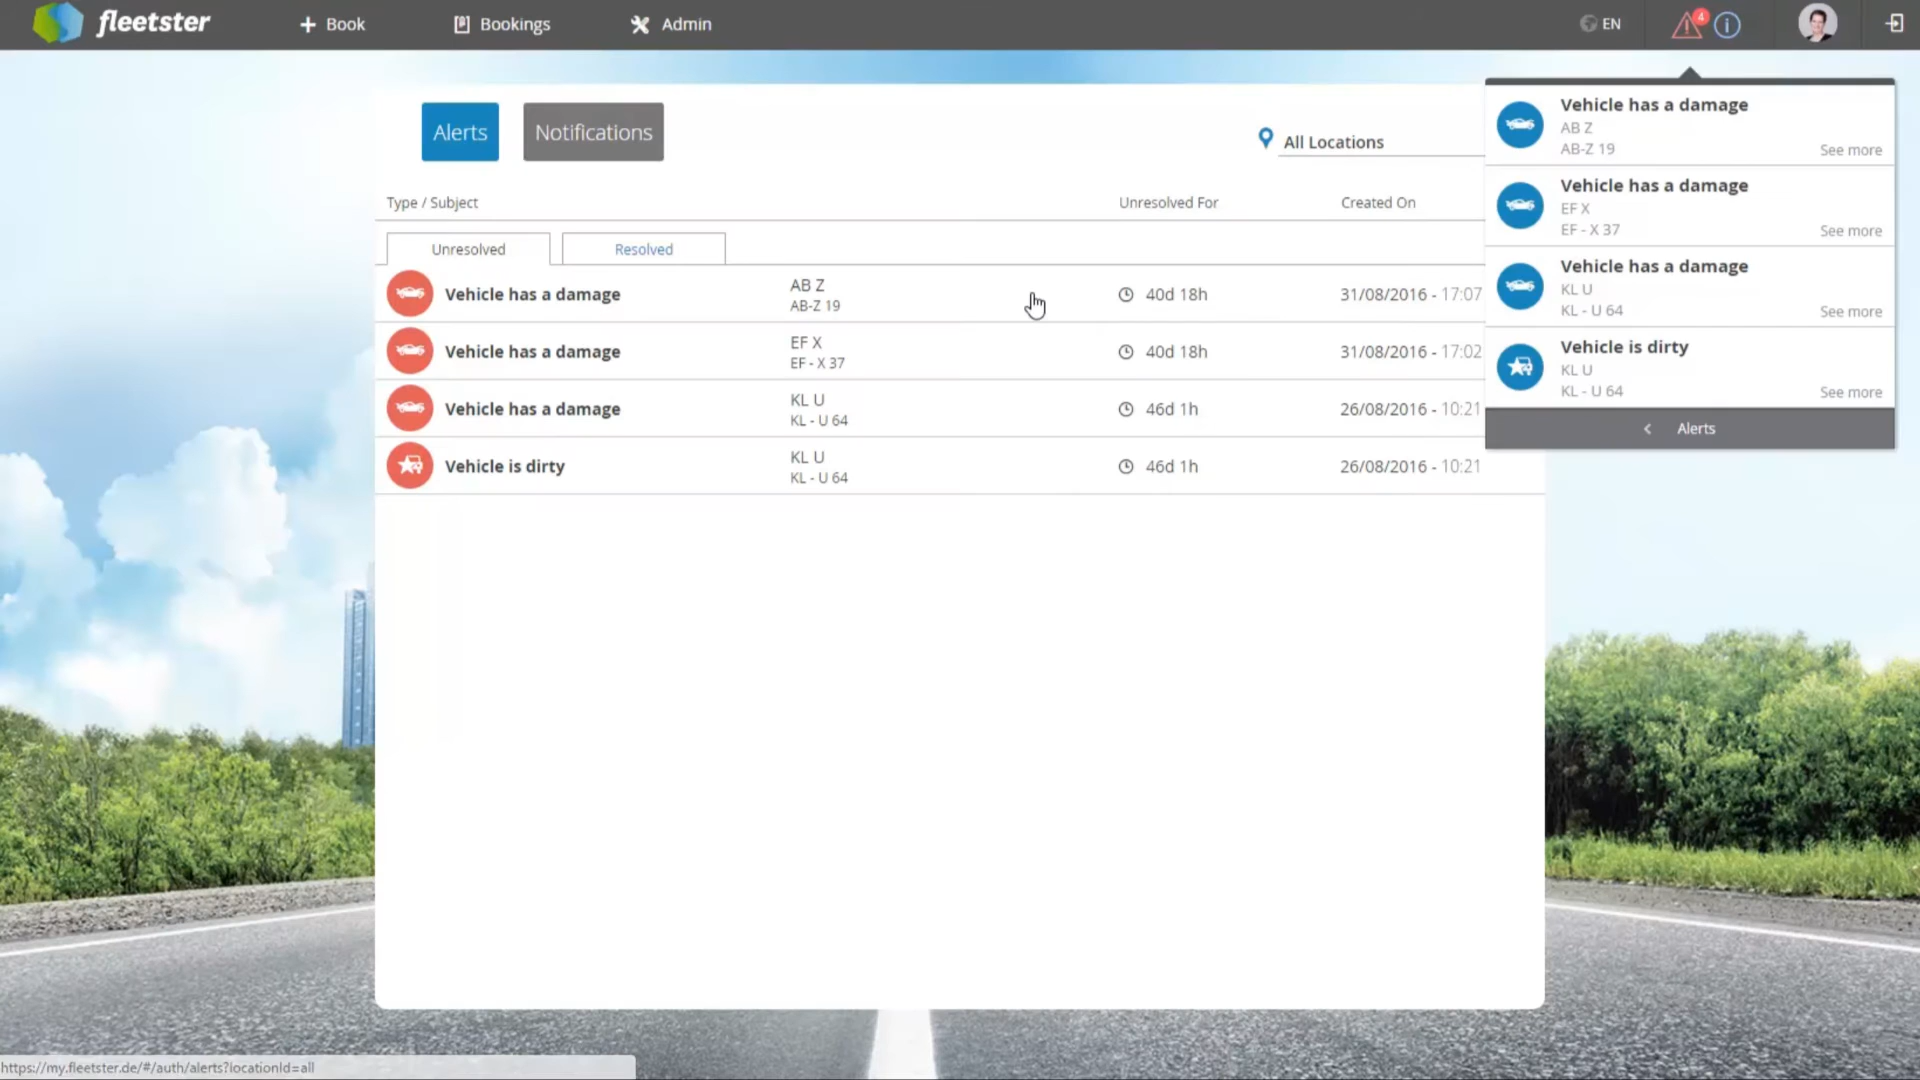 fleetster
Book
Bookings
Admin
EN
4
Alerts
Notifications
All Locations
Type / Subject
Unresolved For
Created On
Unresolved
Resolved
Vehicle has a damage
AB Z
AB-Z 19
40d 18h
31/08/2016 - 17:07
Vehicle has a damage
EF X
EF - X 37
40d 18h
31/08/2016 - 17:02
Vehicle has a damage
KL U
KL - U 64
46d 1h
26/08/2016 - 10:21
Vehicle is dirty
KL U
KL - U 64
46d 1h
26/08/2016 - 10:21
Vehicle has a damage
AB Z
AB-Z 19
See more
Vehicle has a damage
EF X
EF - X 37
See more
Vehicle has a damage
KL U
KL - U 64
See more
Vehicle is dirty
KL U
KL - U 64
See more
Alerts
https://my.fleetster.de/#/auth/alerts?locationId=all